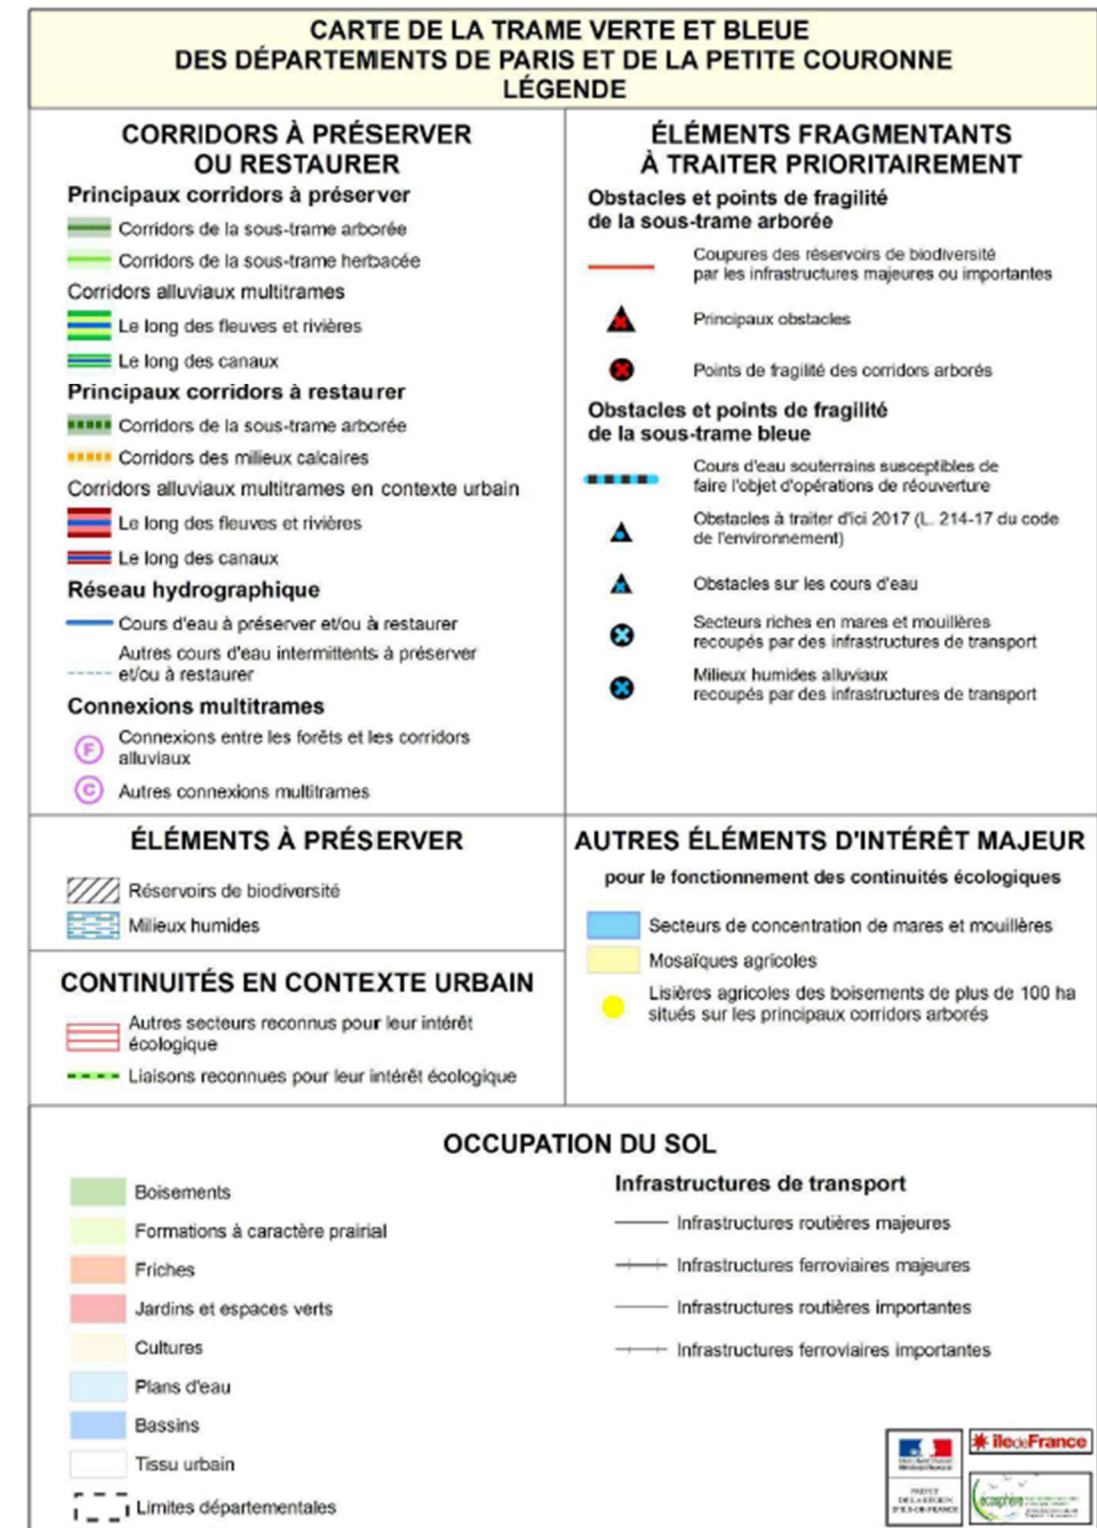 CARTE DE LA TRAME VERTE ET BLEUE
DES DÉPARTEMENTS DE PARIS ET DE LA PETITE COURONNE
LÉGENDE
CORRIDORS À PRÉSERVER
OU RESTAURER
Principaux corridors à préserver
Corridors de la sous-trame arborée
Corridors de la sous-trame herbacée
Corridors alluviaux multitrames
Le long des fleuves et rivières
Le long des canaux
Principaux corridors à restaurer
Corridors de la sous-trame arborée
Corridors des milieux calcaires
Corridors alluviaux multitrames en contexte urbain
Le long des fleuves et rivières
Le long des canaux
Réseau hydrographique
Cours d'eau à préserver et/ou à restaurer
Autres cours d'eau intermittents à préserver
et/ou à restaurer
Connexions multitrames
F
Connexions entre les forêts et les corridors
alluviaux
C
Autres connexions multitrames
ÉLÉMENTS FRAGMENTANTS
À TRAITER PRIORITAIREMENT
Obstacles et points de fragilité
de la sous-trame arborée
Coupures des réservoirs de biodiversité
par les infrastructures majeures ou importantes
Principaux obstacles
Points de fragilité des corridors arborés
Obstacles et points de fragilité
de la sous-trame bleue
Cours d'eau souterrains susceptibles de
faire l'objet d'opérations de réouverture
Obstacles à traiter d'ici 2017 (L. 214-17 du code
de l'environnement)
Obstacles sur les cours d'eau
Secteurs riches en mares et mouillères
recoupés par des infrastructures de transport
Milieux humides alluviaux
recoupés par des infrastructures de transport
ÉLÉMENTS À PRÉSERVER
Réservoirs de biodiversité
Milieux humides
CONTINUITÉS EN CONTEXTE URBAIN
Autres secteurs reconnus pour leur intérêt
écologique
Liaisons reconnues pour leur intérêt écologique
AUTRES ÉLÉMENTS D'INTÉRÊT MAJEUR
pour le fonctionnement des continuités écologiques
Secteurs de concentration de mares et mouillères
Mosaïques agricoles
Lisières agricoles des boisements de plus de 100 ha
situés sur les principaux corridors arborés
OCCUPATION DU SOL
Boisements
Formations à caractère prairial
Friches
Jardins et espaces verts
Cultures
Plans d'eau
Bassins
Tissu urbain
Limites départementales
Infrastructures de transport
Infrastructures routières majeures
Infrastructures ferroviaires majeures
Infrastructures routières importantes
Infrastructures ferroviaires importantes
PRÉFET
DE LA RÉGION
D'ILE-DE-FRANCE
îledeFrance
écosphère